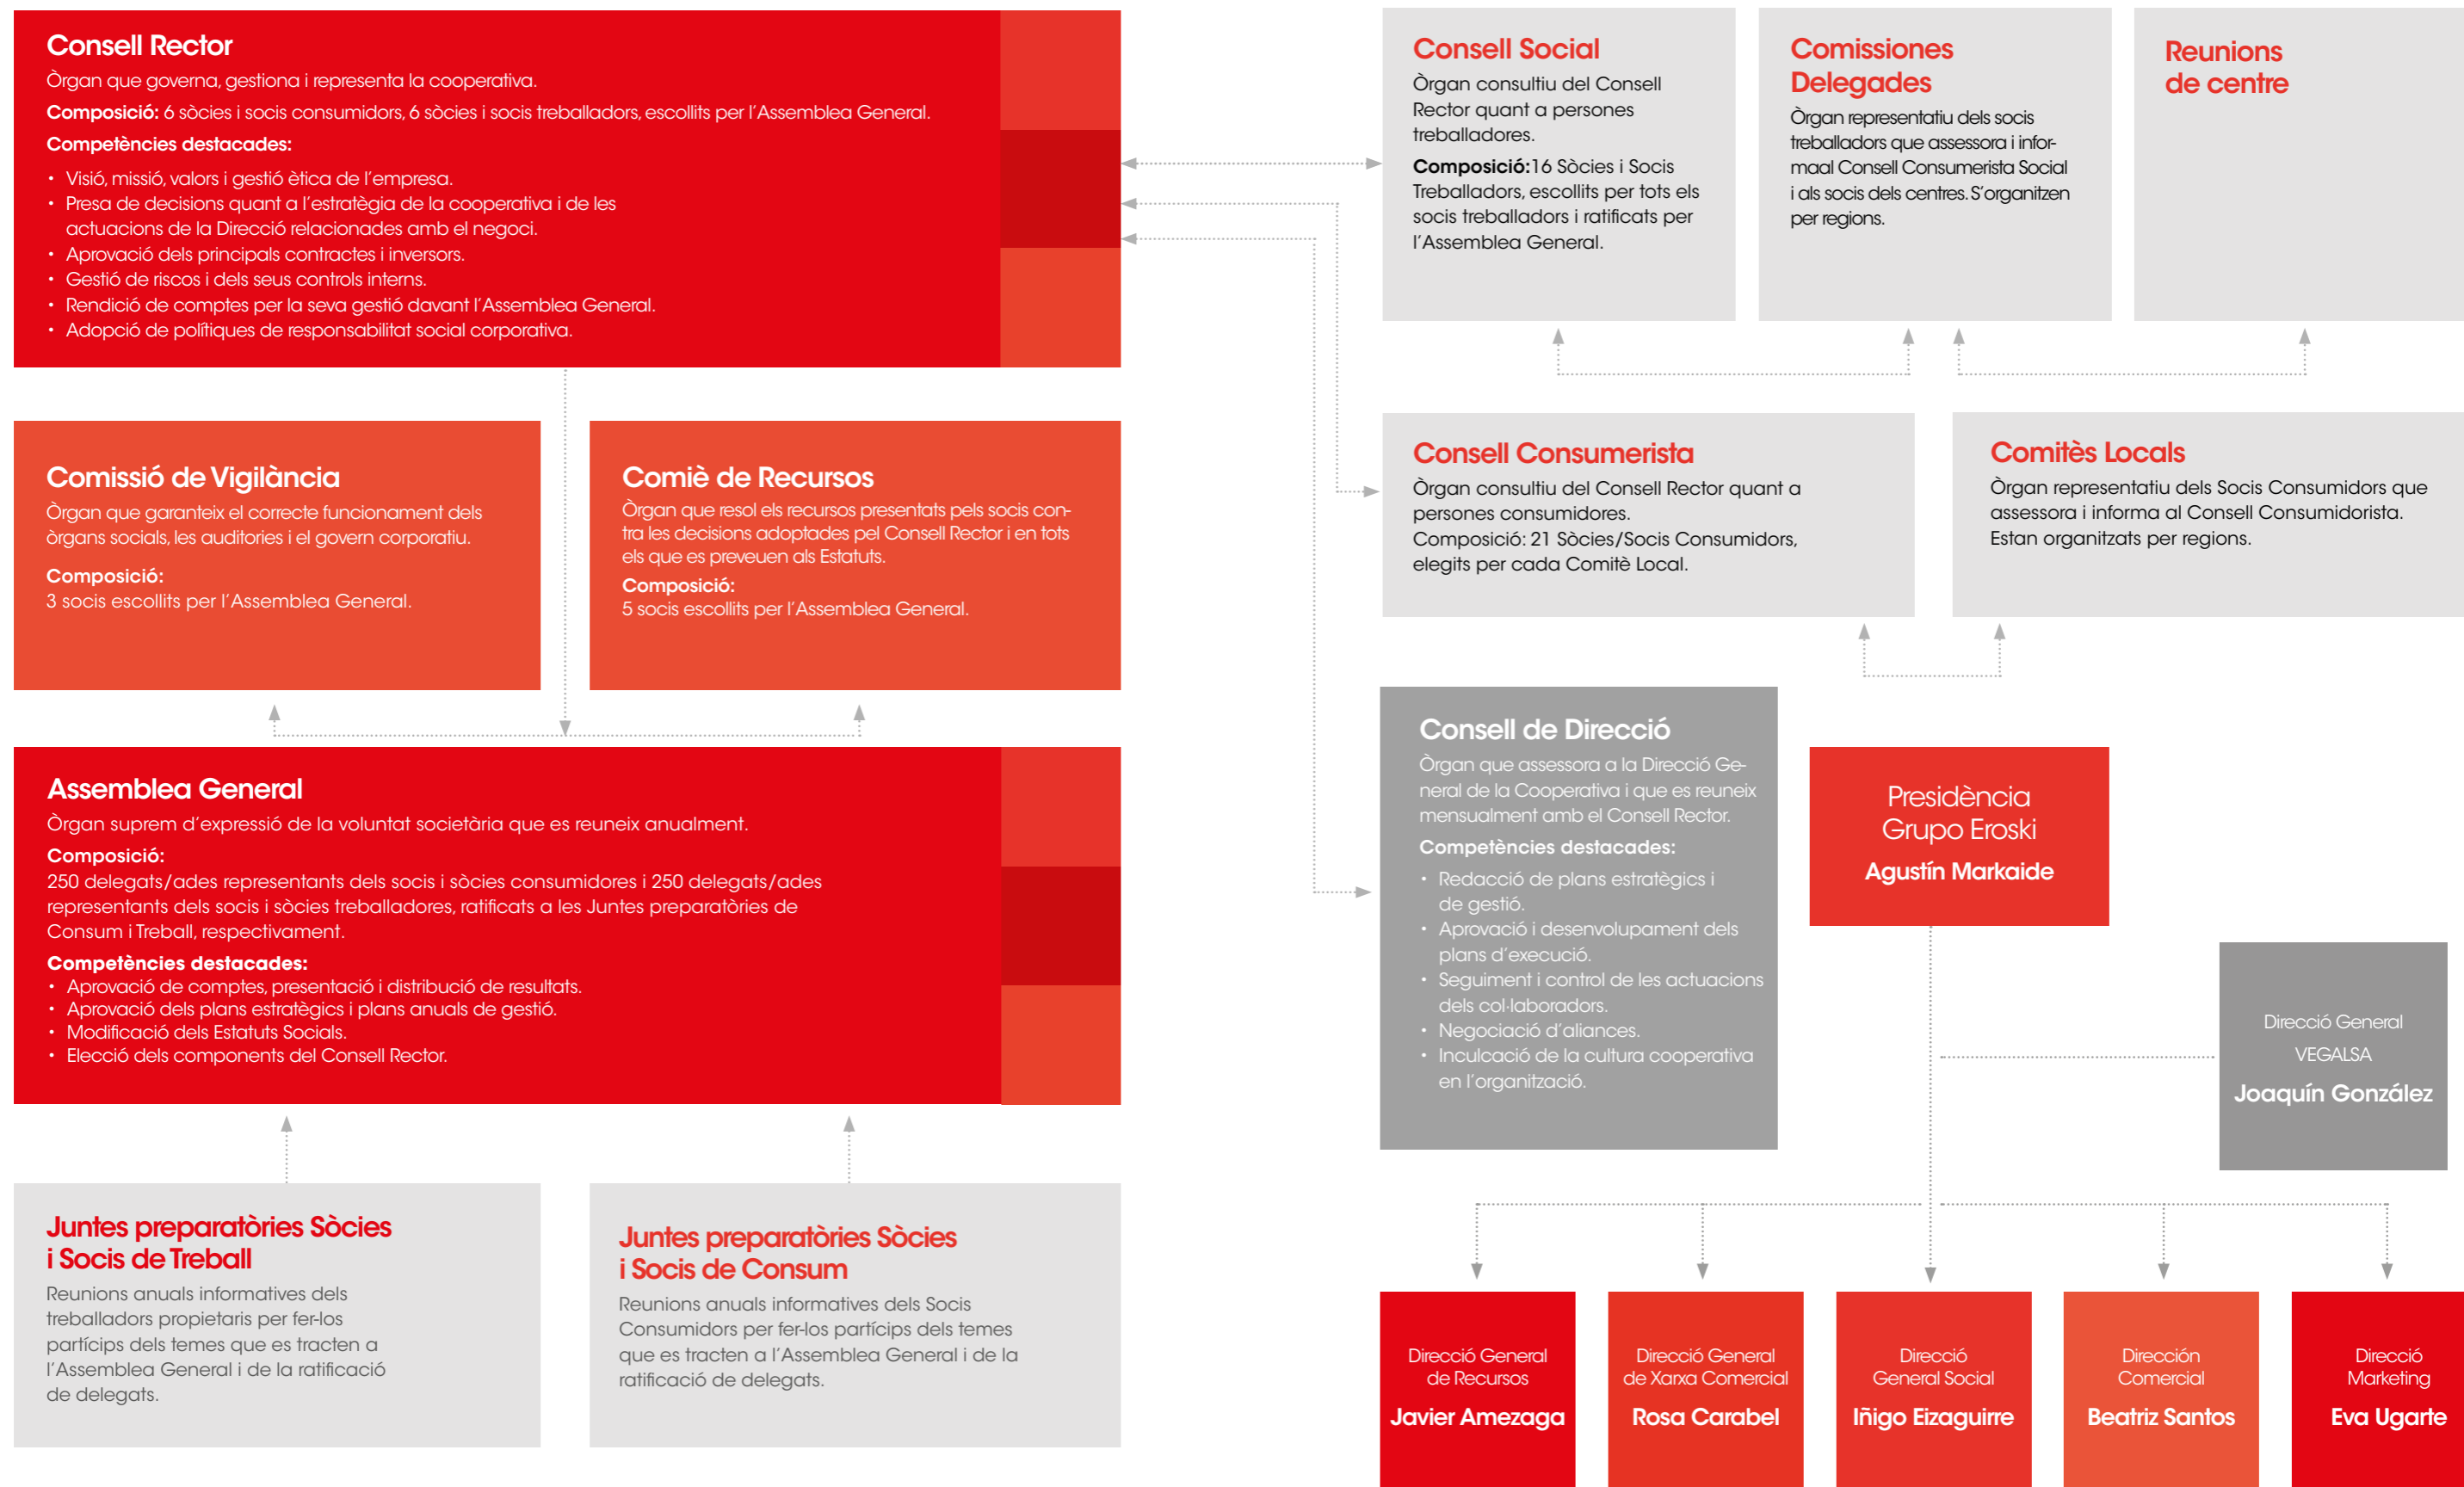 Consell Rector
Òrgan que governa, gestiona i representa la cooperativa.
Composició: 6 sòcies i socis consumidors, 6 sòcies i socis treballadors, escollits per l'Assemblea General.
Competències destacades:
• Visió, missió, valors i gestió ètica de l'empresa.
• Presa de decisions quant a l'estratègia de la cooperativa i de les
actuacions de la Direcció relacionades amb el negoci.
• Aprovació dels principals contractes i inversors.
• Gestió de riscos i dels seus controls interns.
• Rendició de comptes per la seva gestió davant l'Assemblea General.
• Adopció de polítiques de responsabilitat social corporativa.
Comissió de Vigilància
Òrgan que garanteix el correcte funcionament dels
òrgans socials, les auditories i el govern corporatiu.
Composició:
3 socis escollits per l'Assemblea General.
Comiè de Recursos
Òrgan que resol els recursos presentats pels socis con-
tra les decisions adoptades pel Consell Rector i en tots
els que es preveuen als Estatuts.
Composició:
5 socis escollits per l'Assemblea General.
Assemblea General
Òrgan suprem d'expressió de la voluntat societària que es reuneix anualment.
Composició:
250 delegats/ades representants dels socis i sòcies consumidores i 250 delegats/ades
representants dels socis i sòcies treballadores, ratificats a les Juntes preparatòries de
Consum i Treball, respectivament.
Competències destacades:
• Aprovació de comptes, presentació i distribució de resultats.
• Aprovació dels plans estratègics i plans anuals de gestió.
• Modificació dels Estatuts Socials.
• Elecció dels components del Consell Rector.
Juntes preparatòries Sòcies
i Socis de Treball
Reunions anuals informatives dels
treballadors propietaris per fer-los
partícips dels temes que es tracten a
l'Assemblea General i de la ratificació
de delegats.
Juntes preparatòries Sòcies
i Socis de Consum
Reunions anuals informatives dels Socis
Consumidors per fer-los partícips dels temes
que es tracten a l'Assemblea General i de la
ratificació de delegats.
Consell Social
Òrgan consultiu del Consell
Rector quant a persones
treballadores.
Composició:16 Sòcies i Socis
Treballadors, escollits per tots els
socis treballadors i ratificats per
l'Assemblea General.
Comissiones
Delegades
Òrgan representatiu dels socis
treballadors que assessora i infor-
maal Consell Consumerista Social
i als socis dels centres. S'organitzen
per regions.
Reunions
de centre
Consell Consumerista
Òrgan consultiu del Consell Rector quant a
persones consumidores.
Composició: 21 Sòcies/Socis Consumidors,
elegits per cada Comitè Local.
Comitès Locals
Òrgan representatiu dels Socis Consumidors que
assessora i informa al Consell Consumidorista.
Estan organitzats per regions.
Consell de Direcció
Òrgan que assessora a la Direcció Ge-
neral de la Cooperativa i que es reuneix
mensualment amb el Consell Rector.
Competències destacades:
• Redacció de plans estratègics i
de gestió.
• Aprovació i desenvolupament dels
plans d'execució.
• Seguiment i control de les actuacions
dels col·laboradors.
• Negociació d'aliances.
• Inculcació de la cultura cooperativa
en l'organització.
Presidència
Grupo Eroski
Agustín Markaide
Direcció General
VEGALSA
Joaquín González
Direcció General
de Recursos
Javier Amezaga
Direcció General
de Xarxa Comercial
Rosa Carabel
Direcció
General Social
Iñigo Eizaguirre
Dirección
Comercial
Beatriz Santos
Direcció
Marketing
Eva Ugarte